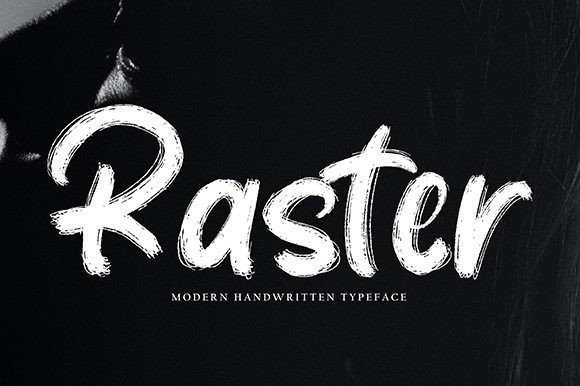 Raster
MODERN HANDWRITTEN TYPEFACE